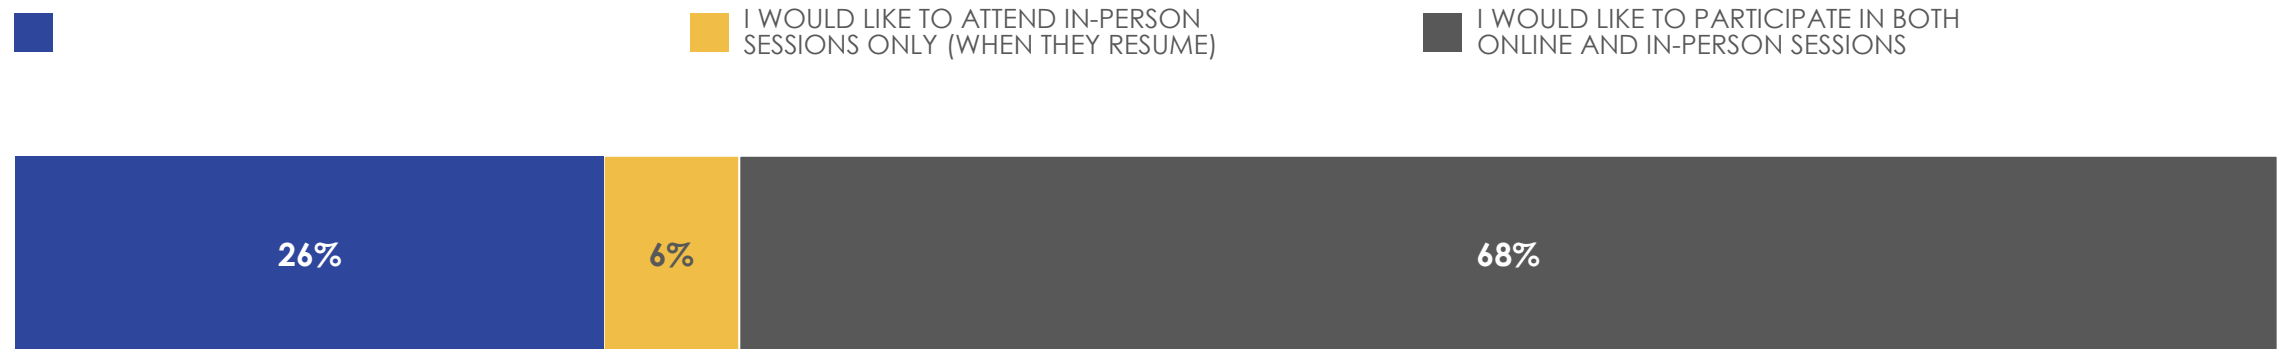 I WOULD LIKE TO ATTEND IN-PERSON
SESSIONS ONLY (WHEN THEY RESUME)
I WOULD LIKE TO PARTICIPATE IN BOTH
ONLINE AND IN-PERSON SESSIONS
26%
6%
68%